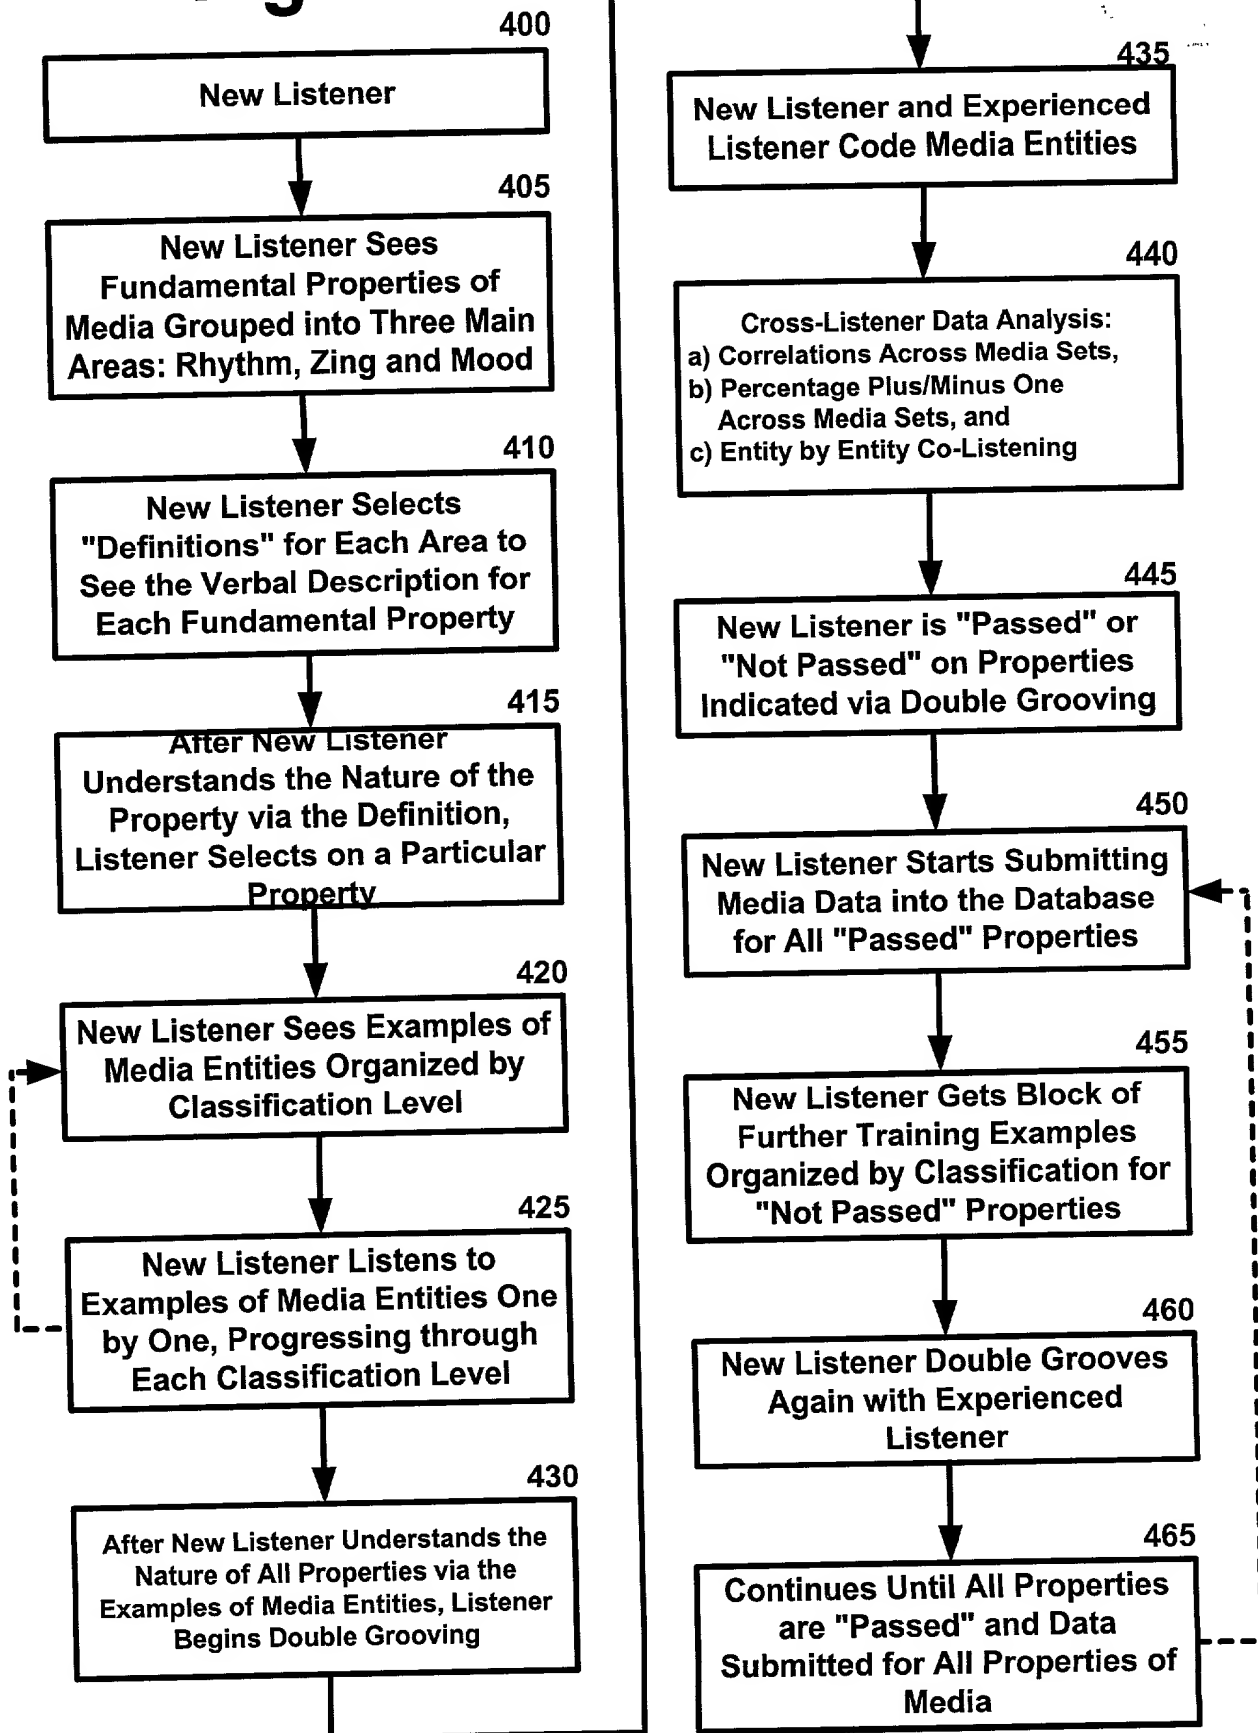 400
New Listener
405
New Listener Sees
Fundamental Properties of
Media Grouped into Three Main
Areas: Rhythm, Zing and Mood
410
New Listener Selects
"Definitions" for Each Area to
See the Verbal Description for
Each Fundamental Property
415
After New Listener
Understands the Nature of the
Property via the Definition,
Listener Selects on a Particular
Property
420
New Listener Sees Examples of
Media Entities Organized by
Classification Level
425
New Listener Listens to
Examples of Media Entities One
by One, Progressing through
Each Classification Level
430
After New Listener Understands the
Nature of All Properties via the
Examples of Media Entities, Listener
Begins Double Grooving
435
New Listener and Experienced
Listener Code Media Entities
440
Cross-Listener Data Analysis:
a) Correlations Across Media Sets,
b) Percentage Plus/Minus One
Across Media Sets, and
c) Entity by Entity Co-Listening
445
New Listener is "Passed" or
"Not Passed" on Properties
Indicated via Double Grooving
450
New Listener Starts Submitting
Media Data into the Database
for All "Passed" Properties
455
New Listener Gets Block of
Further Training Examples
Organized by Classification for
"Not Passed" Properties
460
New Listener Double Grooves
Again with Experienced
Listener
465
Continues Until All Properties
are "Passed" and Data
Submitted for All Properties of
Media